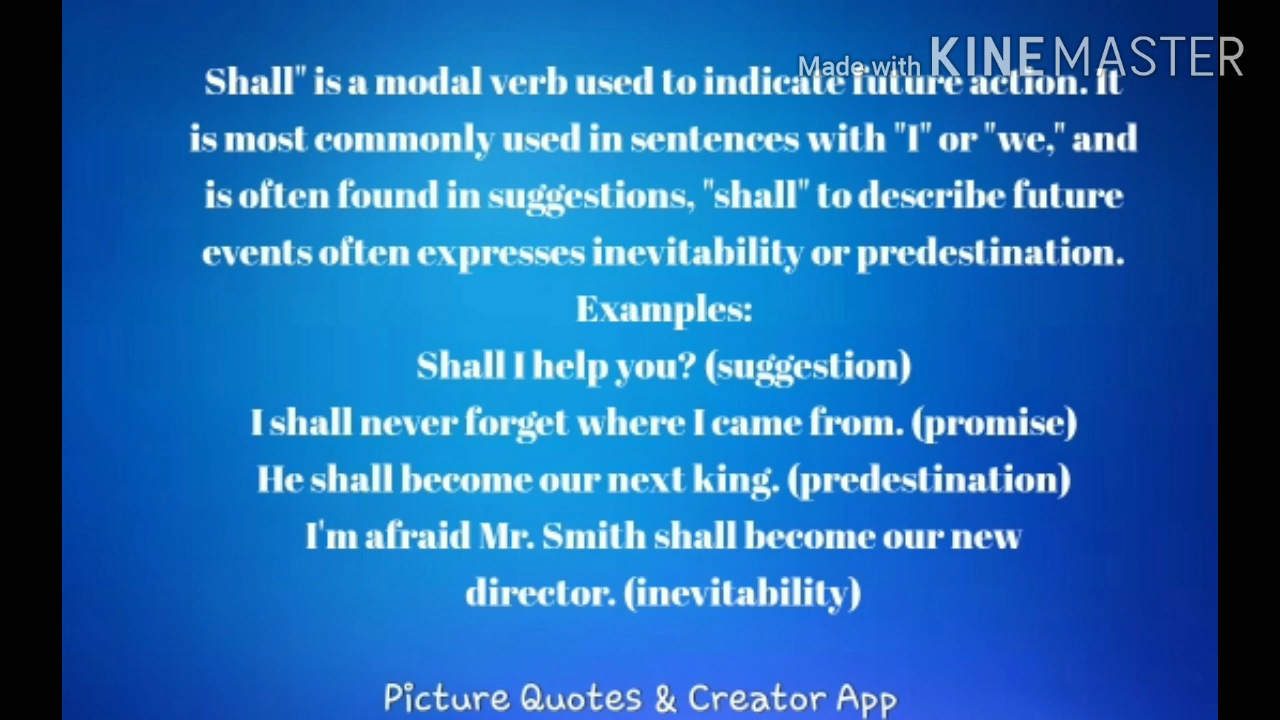 Made with KINEMASTER
Shall" is a modal verb used to indicate future action. It
is most commonly used in sentences with "I" or "we," and
is often found in suggestions, "shall" to describe future
events often expresses inevitability or predestination.
Examples:
Shall I help you? (suggestion)
I shall never forget where I came from. (promise)
He shall become our next king. (predestination)
I'm afraid Mr. Smith shall become our new
director. (inevitability)
Picture Quotes & Creator App